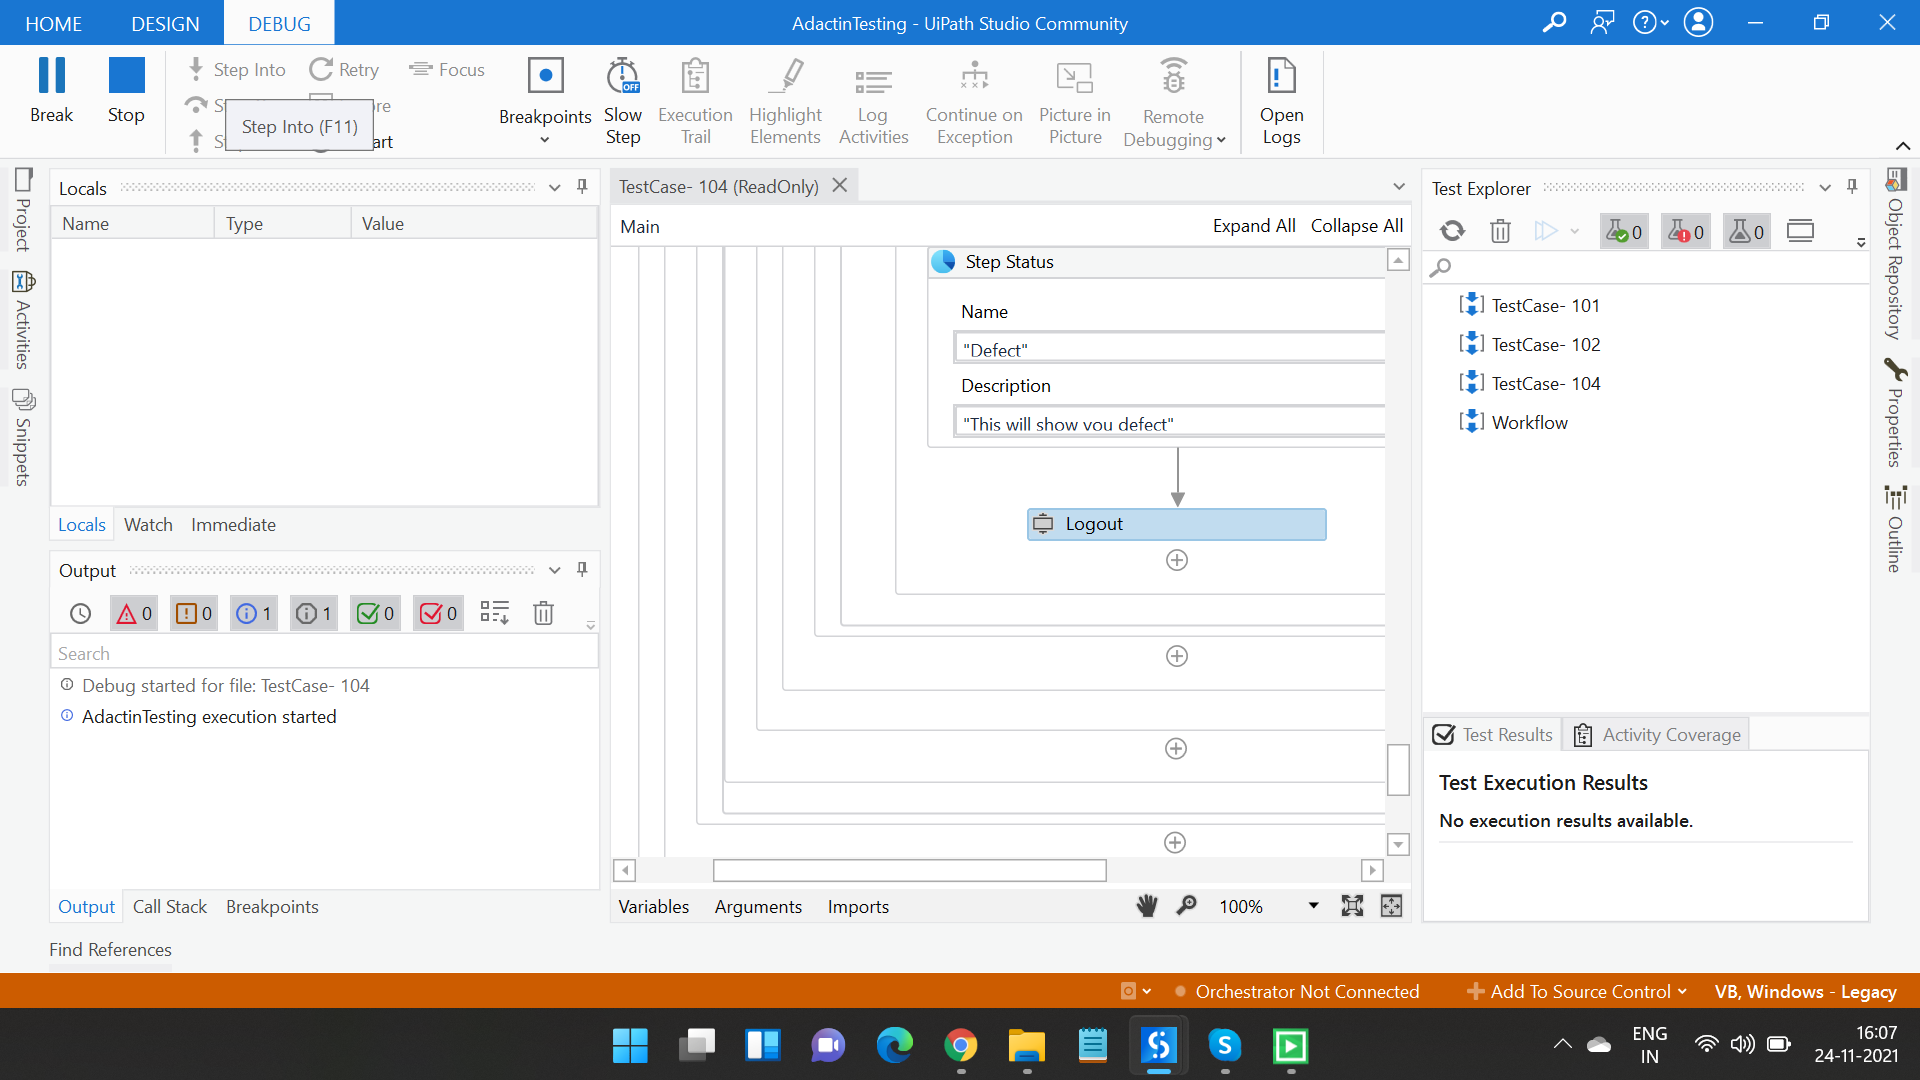 HOME DESIGN DEBUG
AdactinTesting - UiPath Studio Community
Break
Stop
Step Into
Retry
Focus
Step Into (F11)
Breakpoints
Slow Step
Execution Trail
Highlight Elements
Log Activities
Continue on Exception
Picture in Picture
Remote Debugging
Open Logs
OFF
Project
Activities
Snippets
Locals
Name Type Value
Locals Watch Immediate
Output
0 0 1 1 0 0
Search
Debug started for file: TestCase- 104
AdactinTesting execution started
Output Call Stack Breakpoints
Find References
TestCase- 104 (ReadOnly)
Main
Expand All Collapse All
Step Status
Name
"Defect"
Description
"This will show you defect"
Logout
Variables Arguments Imports
100%
Test Explorer
0 0 0
TestCase- 101
TestCase- 102
TestCase- 104
Workflow
Test Results
Activity Coverage
Test Execution Results
No execution results available.
Object Repository
Properties
Outline
Orchestrator Not Connected
Add To Source Control
VB, Windows - Legacy
ENG
IN
16:07
24-11-2021